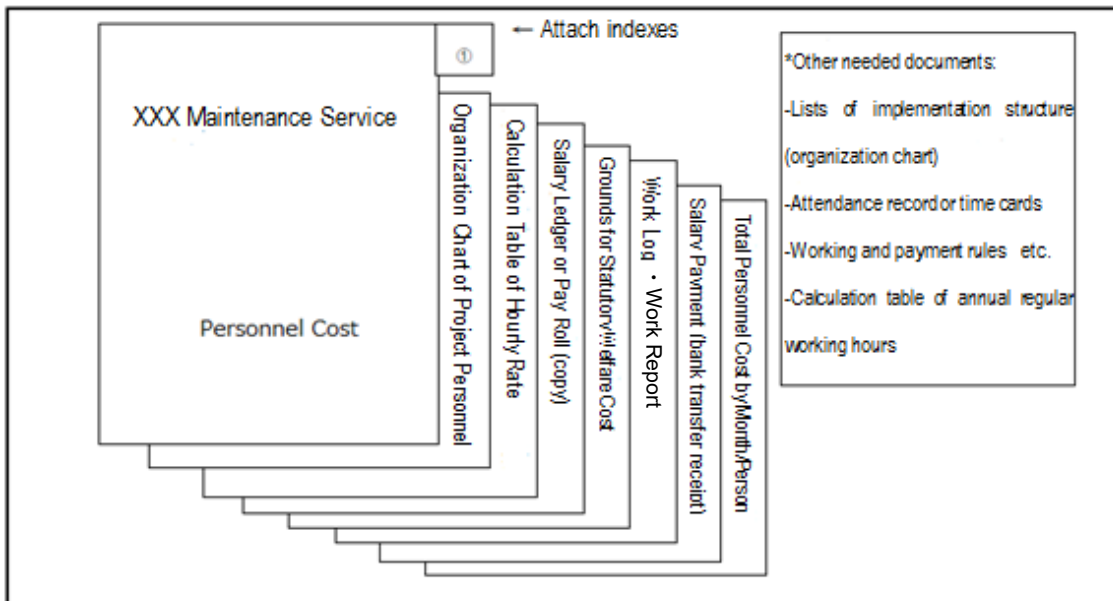 ← Attach indexes
①
XXX Maintenance Service
Personnel Cost
Organization Chart of Project Personnel
Calculation Table of Hourly Rate
Salary Ledger or Pay Roll (copy)
Grounds for Statutory Welfare Cost
Work Log ・Work Report
Salary Payment (bank transfer receipt)
Total Personnel Cost by Month/Person
*Other needed documents:
-Lists of implementation structure
(organization chart)
-Attendance record or time cards
-Working and payment rules etc.
-Calculation table of annual regular
working hours